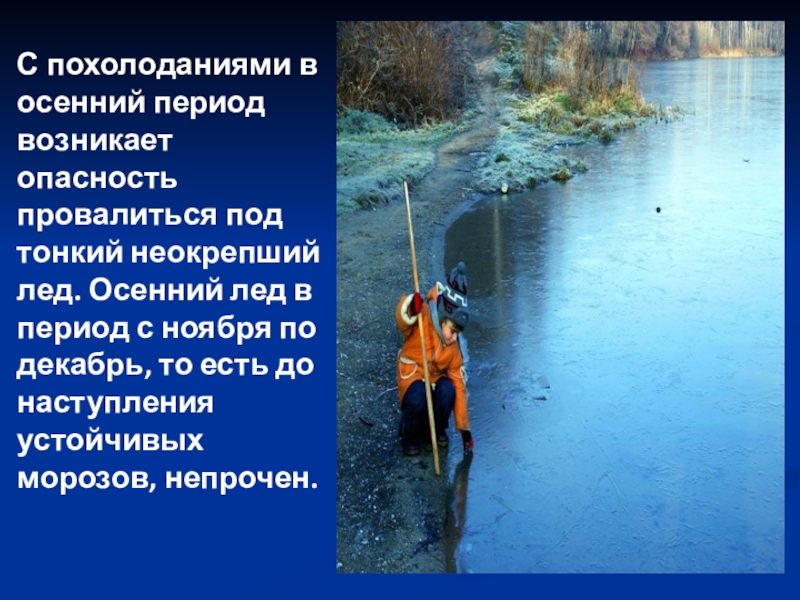 С похолоданиями в
осенний период
возникает
опасность
провалиться под
тонкий неокрепший
лед. Осенний лед в
период с ноября по
декабрь, то есть до
наступления
устойчивых
морозов, непрочен.